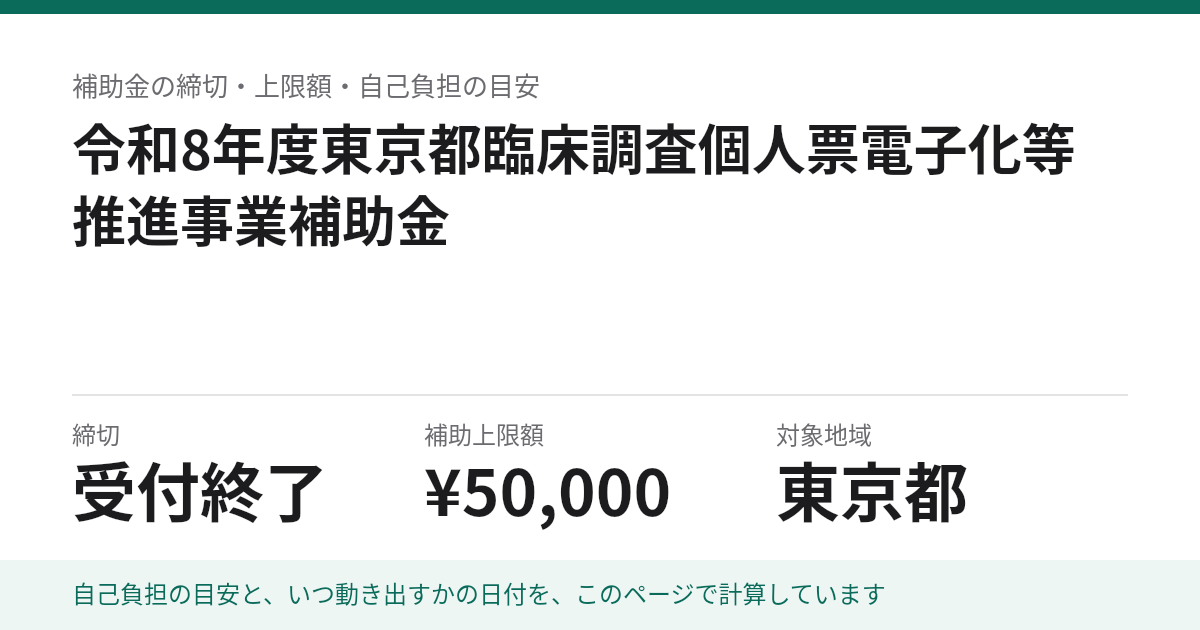 補助金の締切・上限額・自己負担の目安
令和8年度東京都臨床調査個人票電子化等
推進事業補助金
締切
補助上限額
対象地域
受付終了
¥50,000
東京都
自己負担の目安と、いつ動き出すかの日付を、このページで計算しています